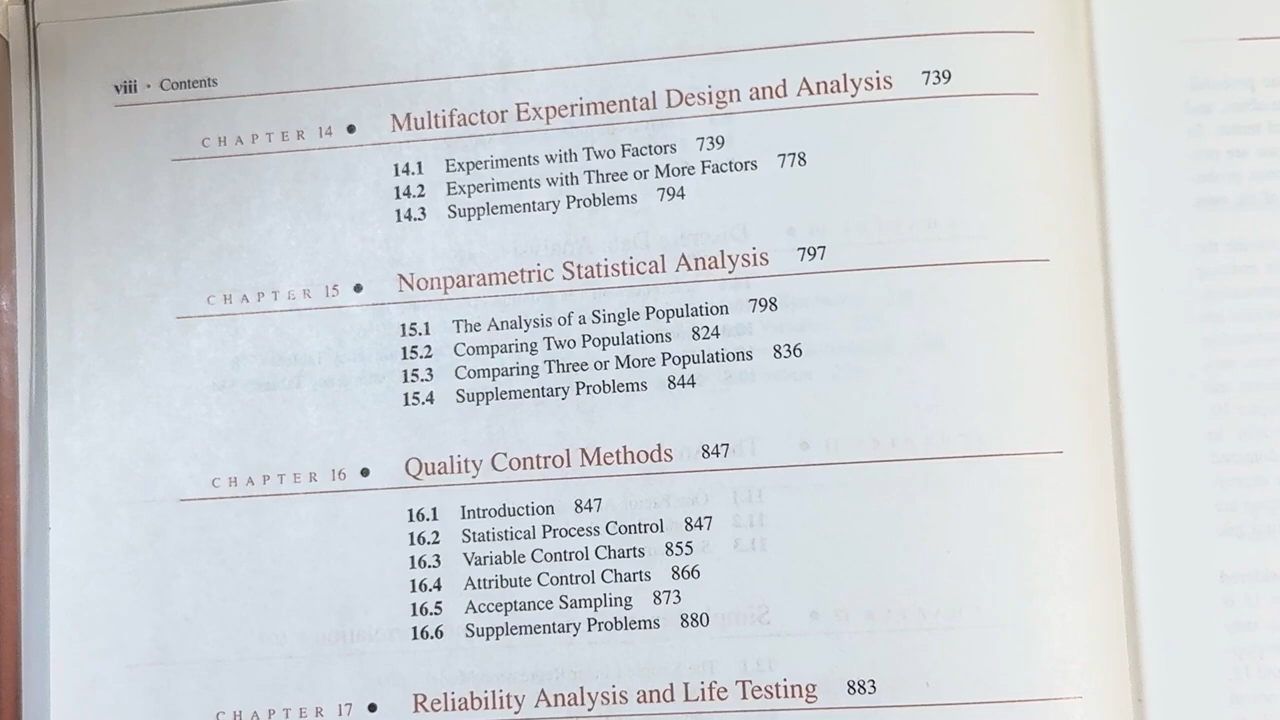 viii · Contents
CHAPTER 14 • Multifactor Experimental Design and Analysis 739
14.1 Experiments with Two Factors 739
14.2 Experiments with Three or More Factors 778
14.3 Supplementary Problems 794
CHAPTER 15 • Nonparametric Statistical Analysis 797
15.1 The Analysis of a Single Population 798
15.2 Comparing Two Populations 824
15.3 Comparing Three or More Populations 836
15.4 Supplementary Problems 844
CHAPTER 16 • Quality Control Methods 847
16.1 Introduction 847
16.2 Statistical Process Control 847
16.3 Variable Control Charts 855
16.4 Attribute Control Charts 866
16.5 Acceptance Sampling 873
16.6 Supplementary Problems 880
CHAPTER 17 • Reliability Analysis and Life Testing 883